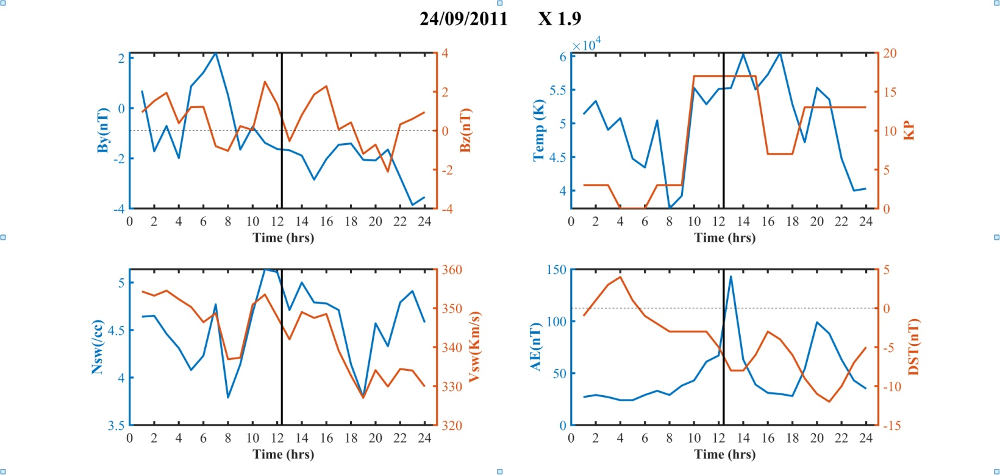 24/09/2011 X 1.9
×10⁴
2
0
-2
-4
By(nT)
4
2
0
-2
-4
Bz(nT)
0 2 4 6 8 10 12 14 16 18 20 22 24
Time (hrs)
6
5.5
5
4.5
4
Temp (K)
20
15
10
5
0
KP
0 2 4 6 8 10 12 14 16 18 20 22 24
Time (hrs)
5
4.5
4
3.5
Nsw(/cc)
360
350
340
330
320
Vsw(Km/s)
0 2 4 6 8 10 12 14 16 18 20 22 24
Time (hrs)
150
100
50
0
AE(nT)
5
0
-5
-10
-15
DST(nT)
0 2 4 6 8 10 12 14 16 18 20 22 24
Time (hrs)